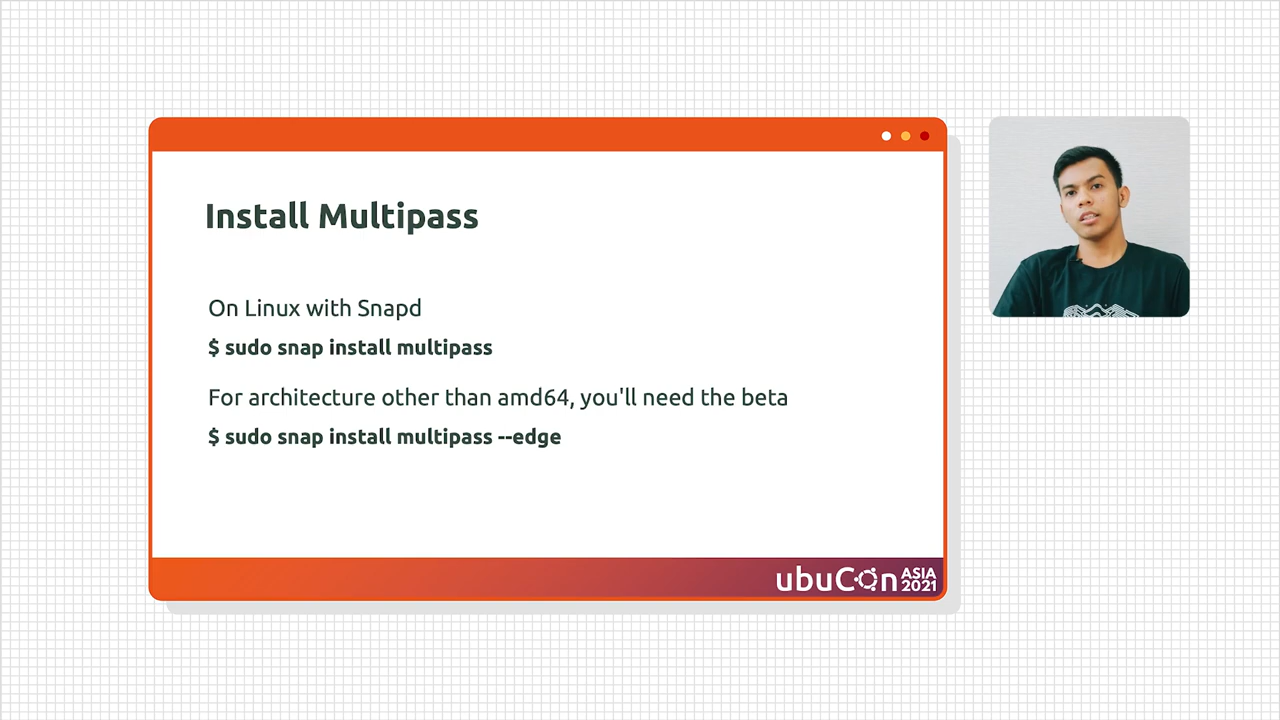 Install Multipass
On Linux with Snapd
$ sudo snap install multipass
For architecture other than amd64, you'll need the beta
$ sudo snap install multipass --edge
ubuCon ASIA 2021